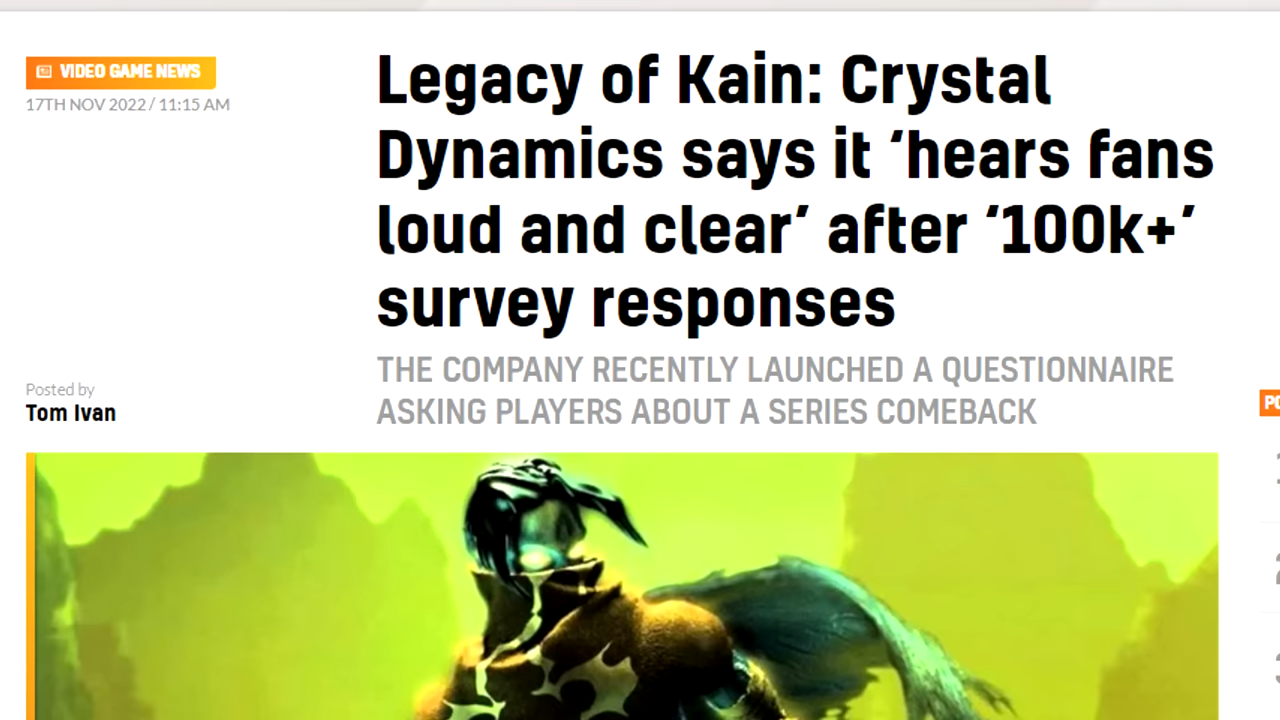 VIDEO GAME NEWS
17TH NOV 2022 / 11:15 AM
Legacy of Kain: Crystal
Dynamics says it ‘hears fans
loud and clear’ after ‘100k+’
survey responses
THE COMPANY RECENTLY LAUNCHED A QUESTIONNAIRE
ASKING PLAYERS ABOUT A SERIES COMEBACK
Posted by
Tom Ivan